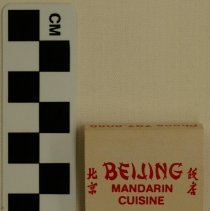 CM
北京 BEIJING 飯店
MANDARIN
CUISINE